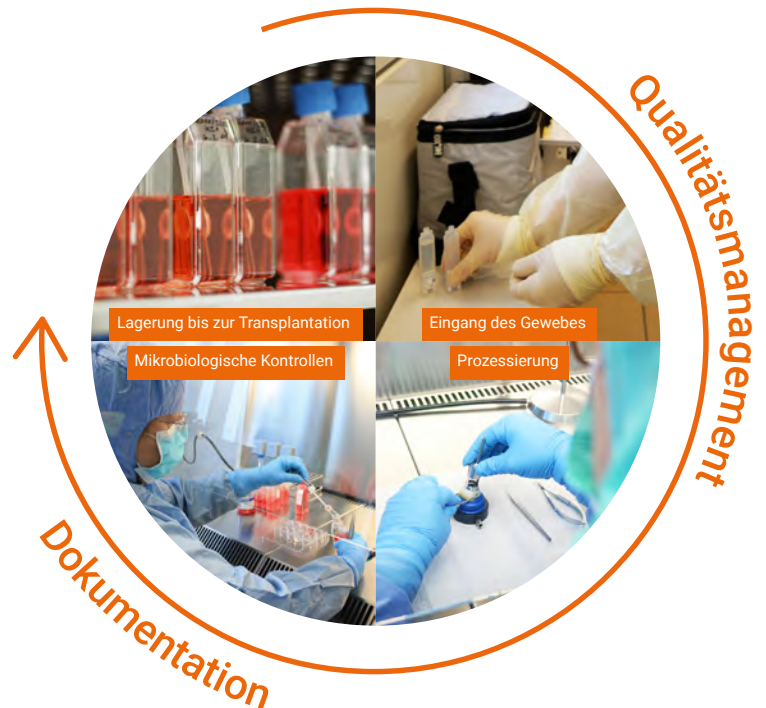 Qualitätsmanagement
Lagerung bis zur Transplantation
Eingang des Gewebes
Mikrobiologische Kontrollen
Prozessierung
Dokumentation